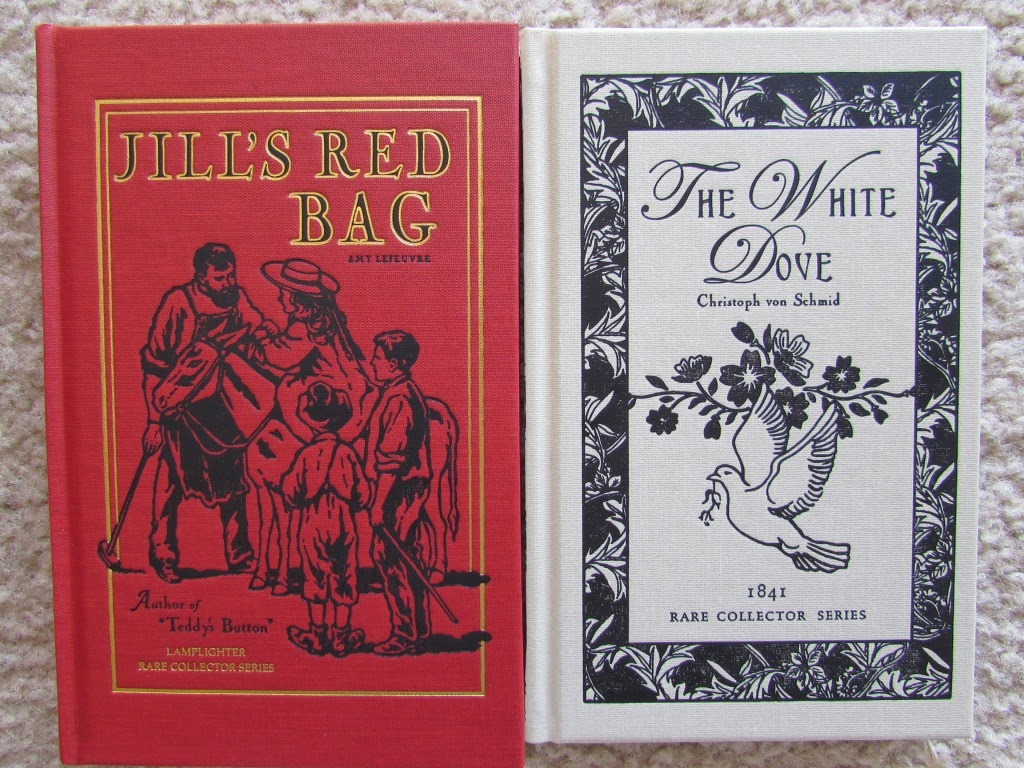 JILL'S RED
BAG
AMY LEFEUVRE
Author of
"Teddy's Button"
LAMPLIGHTER
RARE COLLECTOR SERIES
THE WHITE
DOVE
Christoph von Schmid
1841
RARE COLLECTOR SERIES